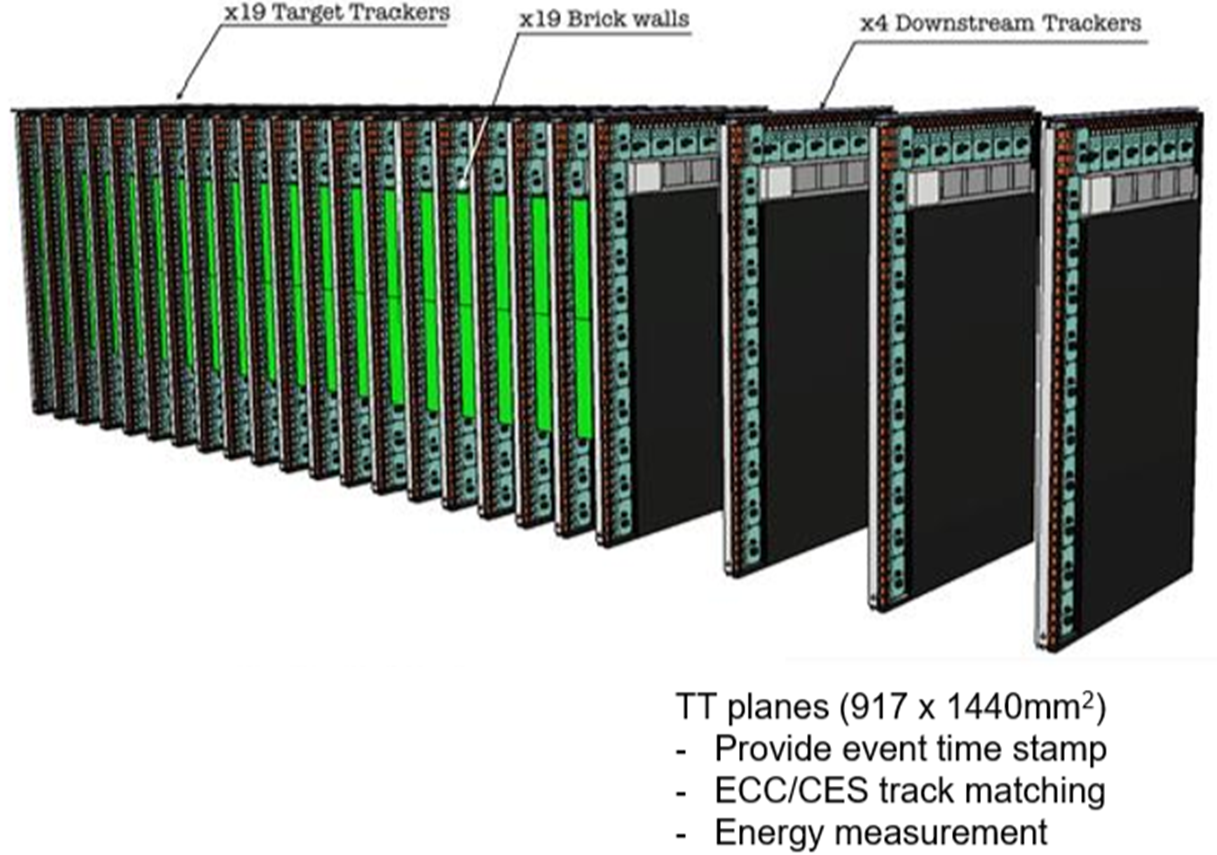 x19 Target Trackers
x19 Brick walls
x4 Downstream Trackers
TT planes (917 x 1440mm²)
- Provide event time stamp
- ECC/CES track matching
- Energy measurement